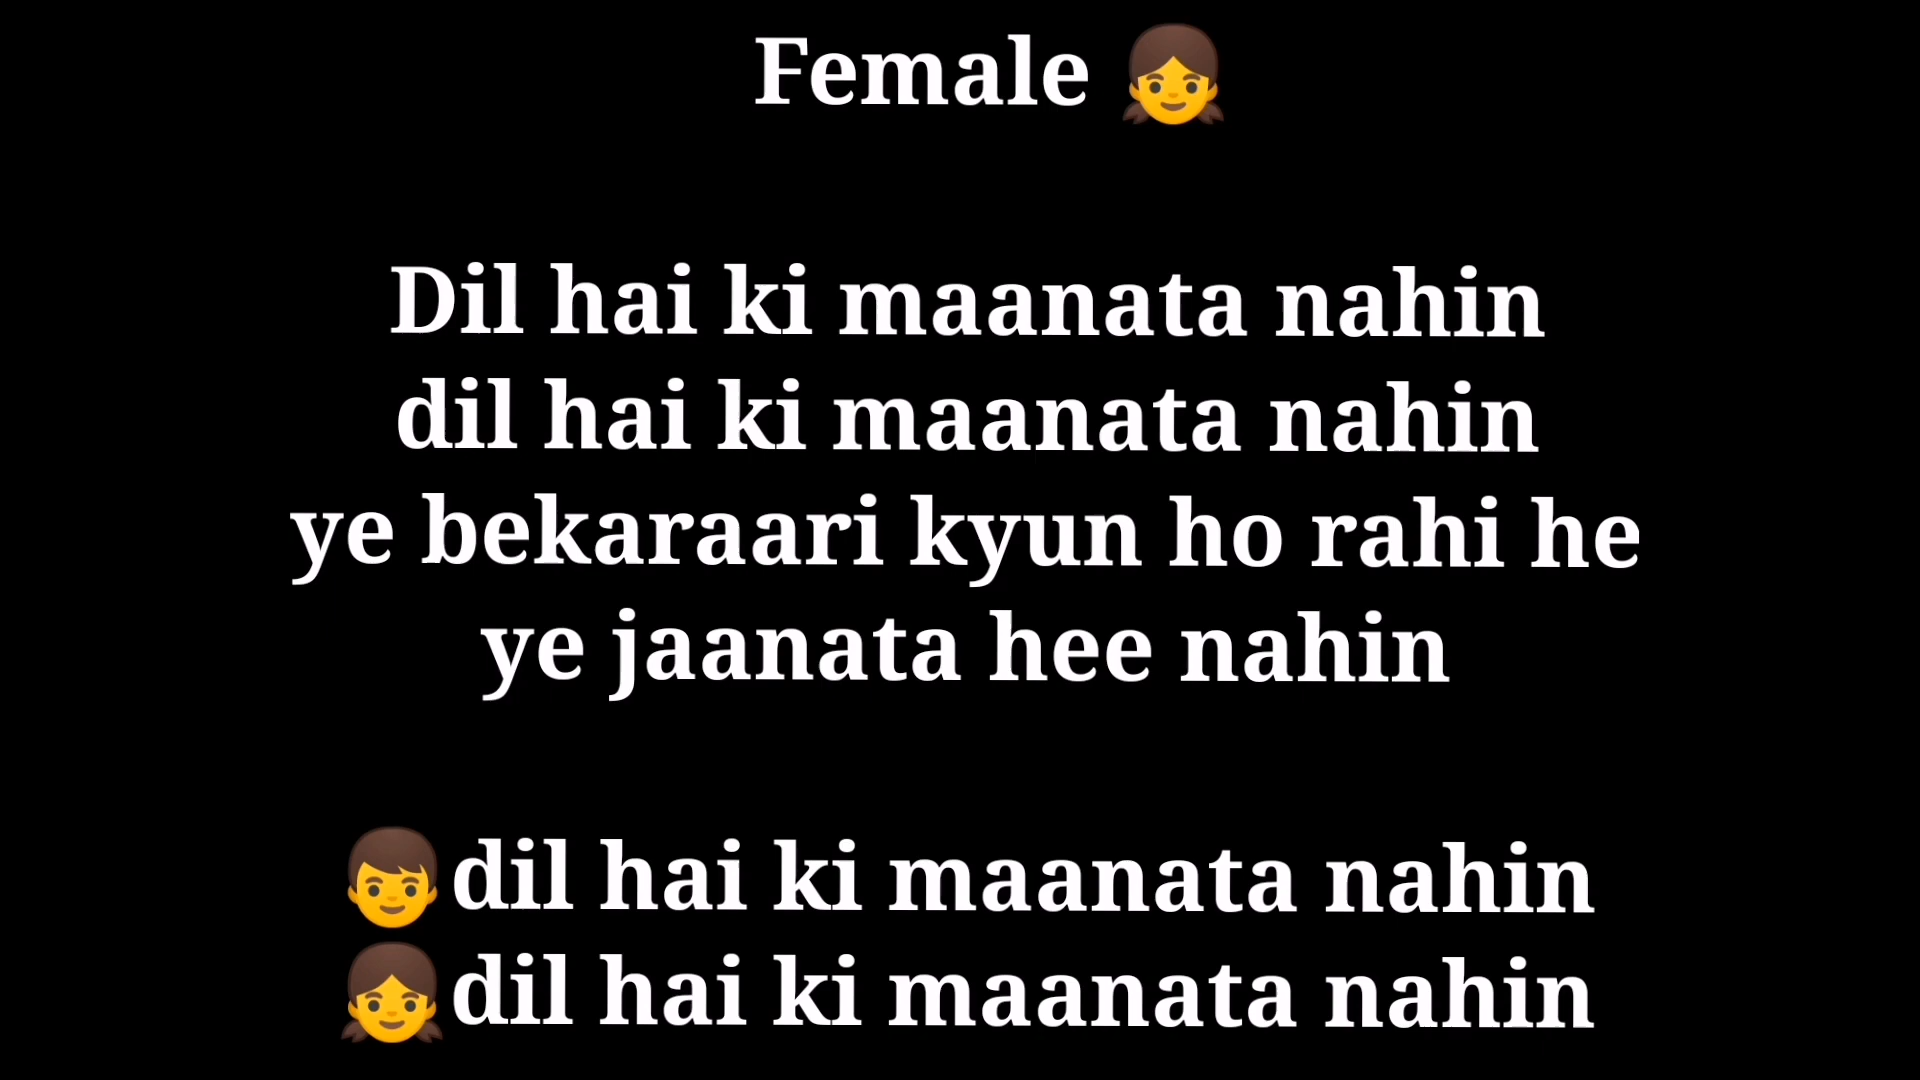 Female 👧
Dil hai ki maanata nahin
dil hai ki maanata nahin
ye bekaraari kyun ho rahi he
ye jaanata hee nahin
👦dil hai ki maanata nahin
👧dil hai ki maanata nahin